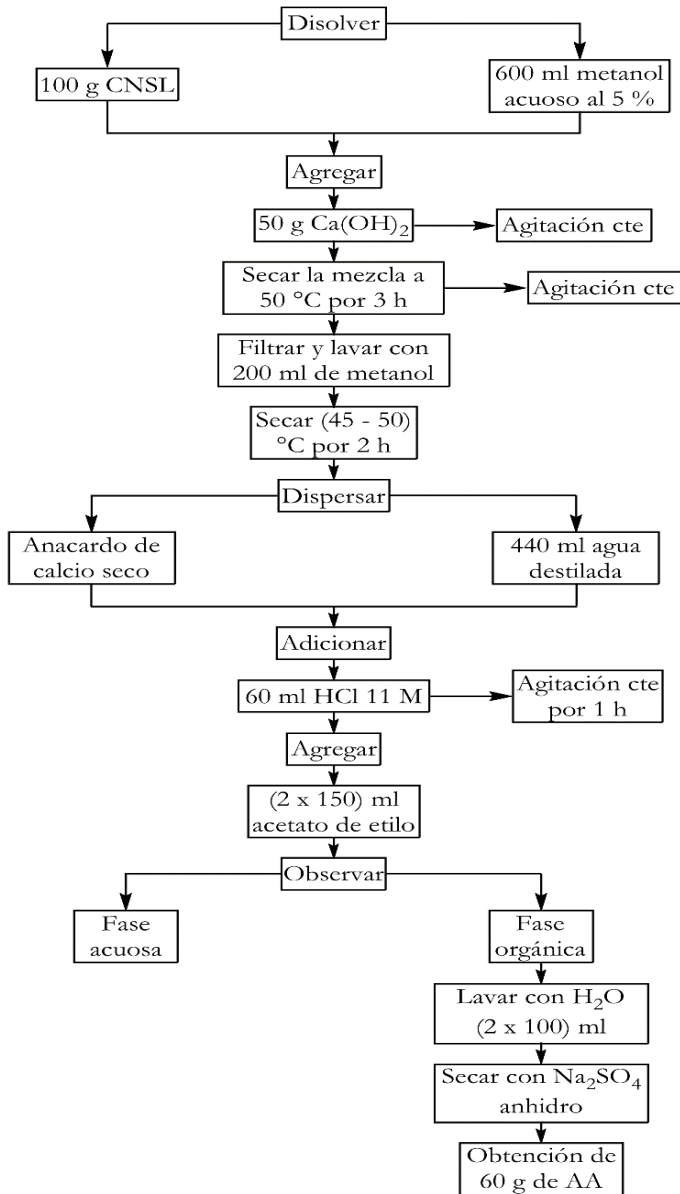 Disolver
100 g CNSL
600 ml metanol
acuoso al 5 %
Agregar
50 g Ca(OH)₂
Agitación cte
Secar la mezcla a
50 °C por 3 h
Agitación cte
Filtrar y lavar con
200 ml de metanol
Secar (45 - 50)
°C por 2 h
Dispersar
Anacardo de
calcio seco
440 ml agua
destilada
Adicionar
60 ml HCl 11 M
Agitación cte
por 1 h
Agregar
(2 x 150) ml
acetato de etilo
Observar
Fase
acuosa
Fase
orgánica
Lavar con H₂O
(2 x 100) ml
Secar con Na₂SO₄
anhidro
Obtención de
60 g de AA